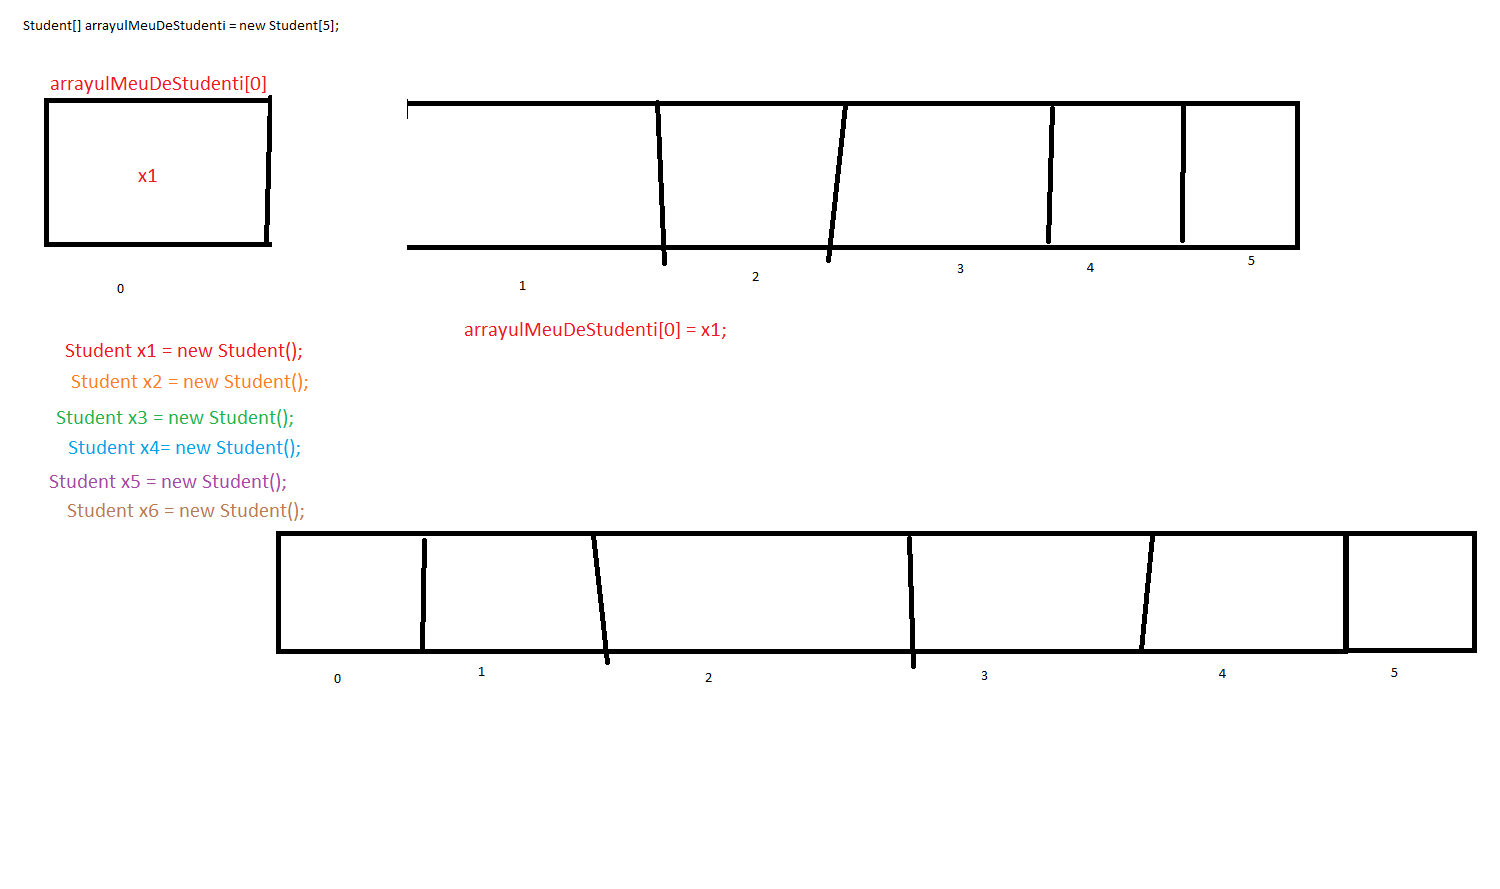 Student[] arrayulMeuDeStudenti = new Student[5];
arrayulMeuDeStudenti[0]
x1
0
1
2
3
4
5
arrayulMeuDeStudenti[0] = x1;
Student x1 = new Student();
Student x2 = new Student();
Student x3 = new Student();
Student x4= new Student();
Student x5 = new Student();
Student x6 = new Student();
0
1
2
3
4
5